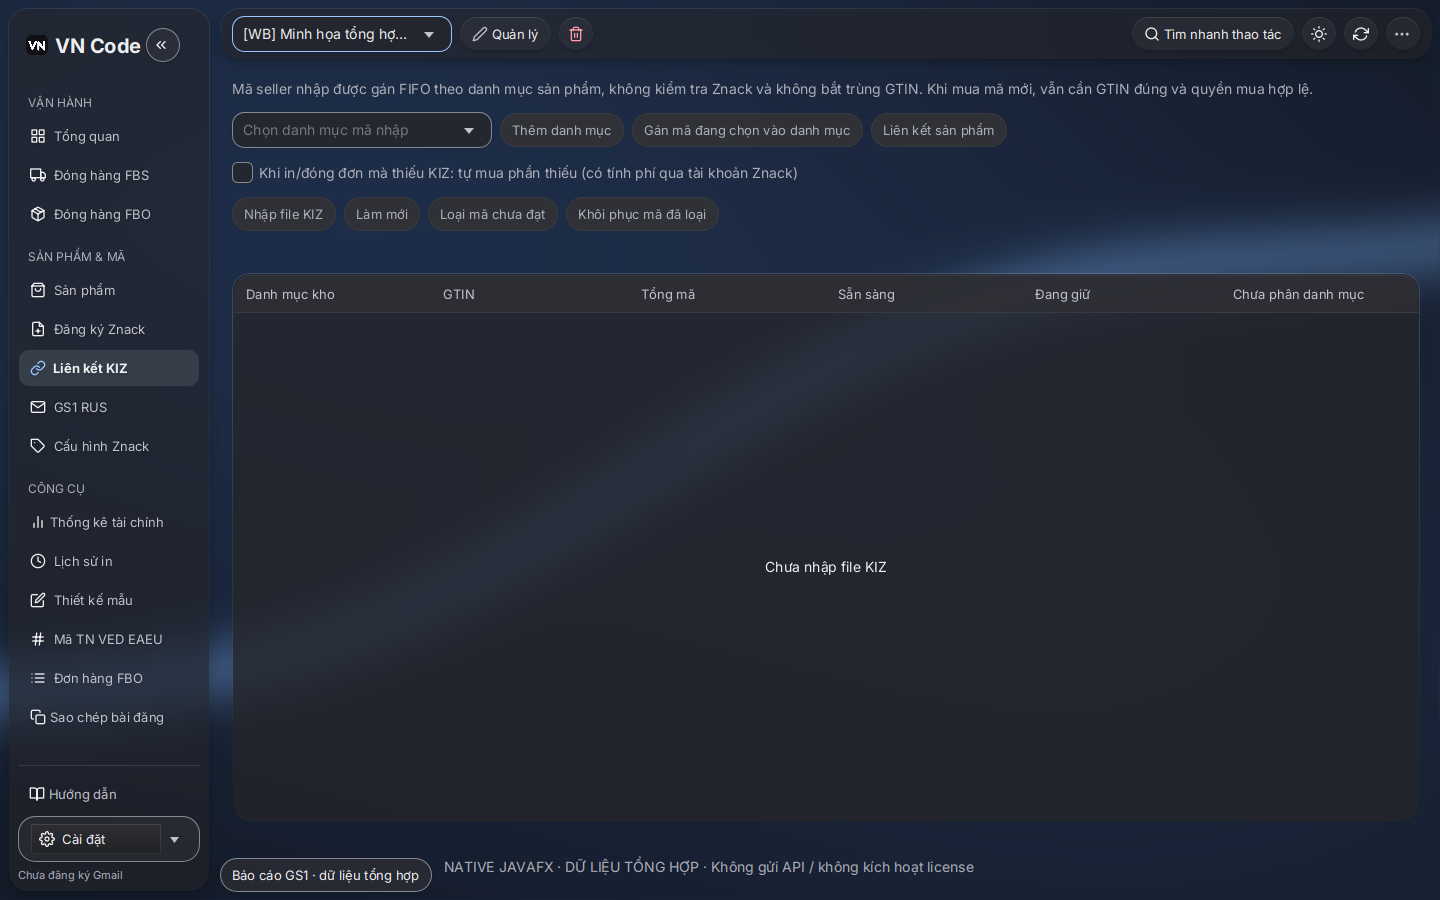 VN VN Code
VẬN HÀNH
Tổng quan
Đóng hàng FBS
Đóng hàng FBO
SẢN PHẨM & MÃ
Sản phẩm
Đăng ký Znack
Liên kết KIZ
GS1 RUS
Cấu hình Znack
CÔNG CỤ
Thống kê tài chính
Lịch sử in
Thiết kế mẫu
Mã TN VED EAEU
Đơn hàng FBO
Sao chép bài đăng
Hướng dẫn
Cài đặt
Chưa đăng ký Gmail
[WB] Minh họa tổng hợ... Quản lý Tìm nhanh thao tác
Mã seller nhập được gán FIFO theo danh mục sản phẩm, không kiểm tra Znack và không bắt trùng GTIN. Khi mua mã mới, vẫn cần GTIN đúng và quyền mua hợp lệ.
Chọn danh mục mã nhập Thêm danh mục Gán mã đang chọn vào danh mục Liên kết sản phẩm
Khi in/đóng đơn mà thiếu KIZ: tự mua phần thiếu (có tính phí qua tài khoản Znack)
Nhập file KIZ Làm mới Loại mã chưa đạt Khôi phục mã đã loại
Danh mục kho GTIN Tổng mã Sẵn sàng Đang giữ Chưa phân danh mục
Chưa nhập file KIZ
Báo cáo GS1 · dữ liệu tổng hợp NATIVE JAVAFX · DỮ LIỆU TỔNG HỢP · Không gửi API / không kích hoạt license